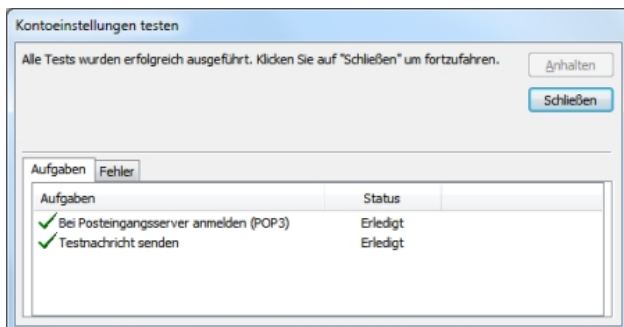 Kontoeinstellungen testen
Alle Tests wurden erfolgreich ausgeführt. Klicken Sie auf "Schließen" um fortzufahren.
Anhalten
Schließen
Aufgaben Fehler
Aufgaben Status
Bei Posteingangsserver anmelden (POP3) Erledigt
Testnachricht senden Erledigt